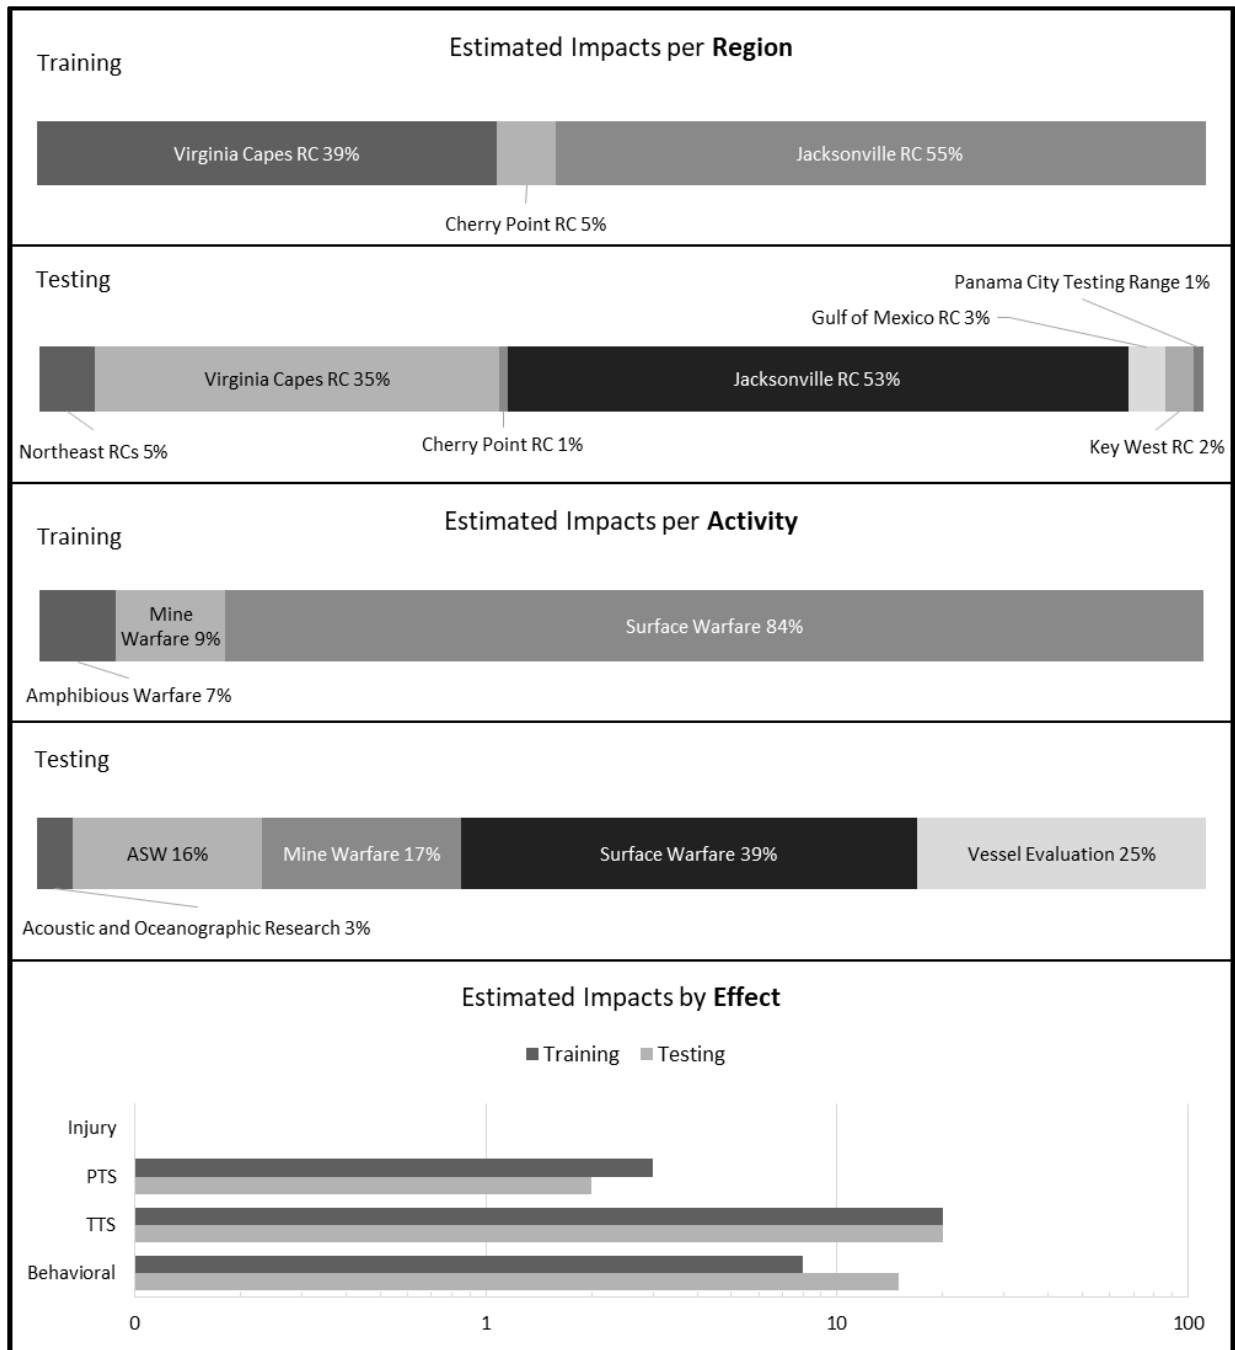 Estimated Impacts per Region
Training
Virginia Capes RC 39%
Jacksonville RC 55%
Cherry Point RC 5%
Testing
Panama City Testing Range 1%
Gulf of Mexico RC 3%
Virginia Capes RC 35%
Jacksonville RC 53%
Northeast RCs 5%
Cherry Point RC 1%
Key West RC 2%
Estimated Impacts per Activity
Training
Mine
Warfare 9%
Surface Warfare 84%
Amphibious Warfare 7%
Testing
ASW 16%
Mine Warfare 17%
Surface Warfare 39%
Vessel Evaluation 25%
Acoustic and Oceanographic Research 3%
Estimated Impacts by Effect
Training
Testing
Injury
PTS
TTS
Behavioral
0
1
10
100